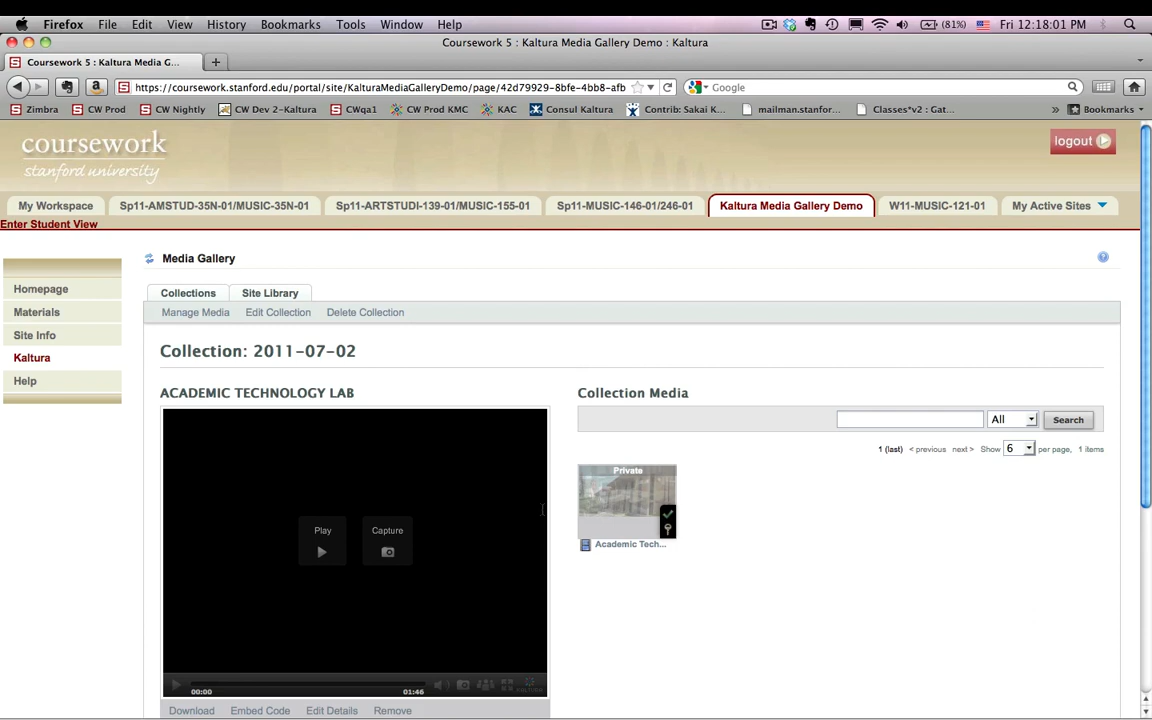 Firefox File Edit View History Bookmarks Tools Window Help (81%) Fri 12:18:01 PM
Coursework 5 : Kaltura Media Gallery Demo : Kaltura
Coursework 5 : Kaltura Media G...
https://coursework.stanford.edu/portal/site/KalturaMediaGalleryDemo/page/42d79929-8bfe-4bb8-afb Google
Zimbra CW Prod CW Nightly CW Dev 2-Kaltura CWqa1 CW Prod KMC KAC Consul Kaltura Contrib: Sakai K... mailman.stanfor... Classes*v2 : Gat... » Bookmarks
coursework
stanford university
logout
My Workspace Sp11-AMSTUD-35N-01/MUSIC-35N-01 Sp11-ARTSTUDI-139-01/MUSIC-155-01 Sp11-MUSIC-146-01/246-01 Kaltura Media Gallery Demo W11-MUSIC-121-01 My Active Sites
Enter Student View
Media Gallery
Homepage
Materials
Site Info
Kaltura
Help
Collections Site Library
Manage Media Edit Collection Delete Collection
Collection: 2011-07-02
ACADEMIC TECHNOLOGY LAB
Play Capture
00:00 01:46
Download Embed Code Edit Details Remove
Collection Media
All Search
1 (last) < previous next > Show 6 per page, 1 items
Private
Academic Tech...